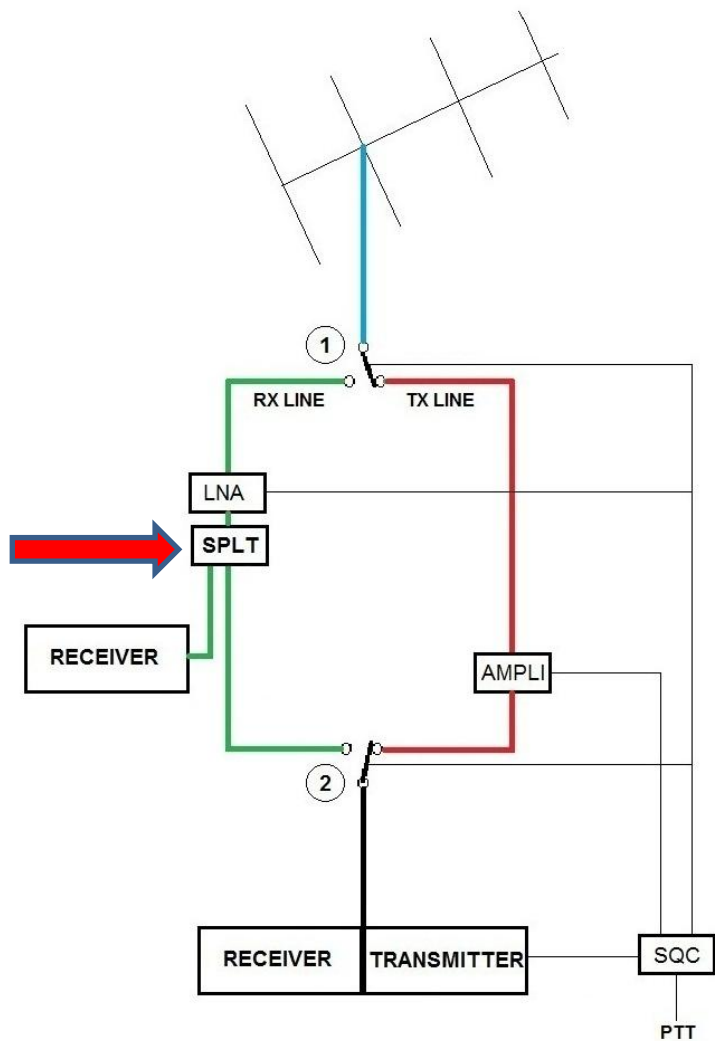 1
RX LINE
TX LINE
LNA
SPLT
RECEIVER
AMPLI
2
RECEIVER
TRANSMITTER
SQC
PTT